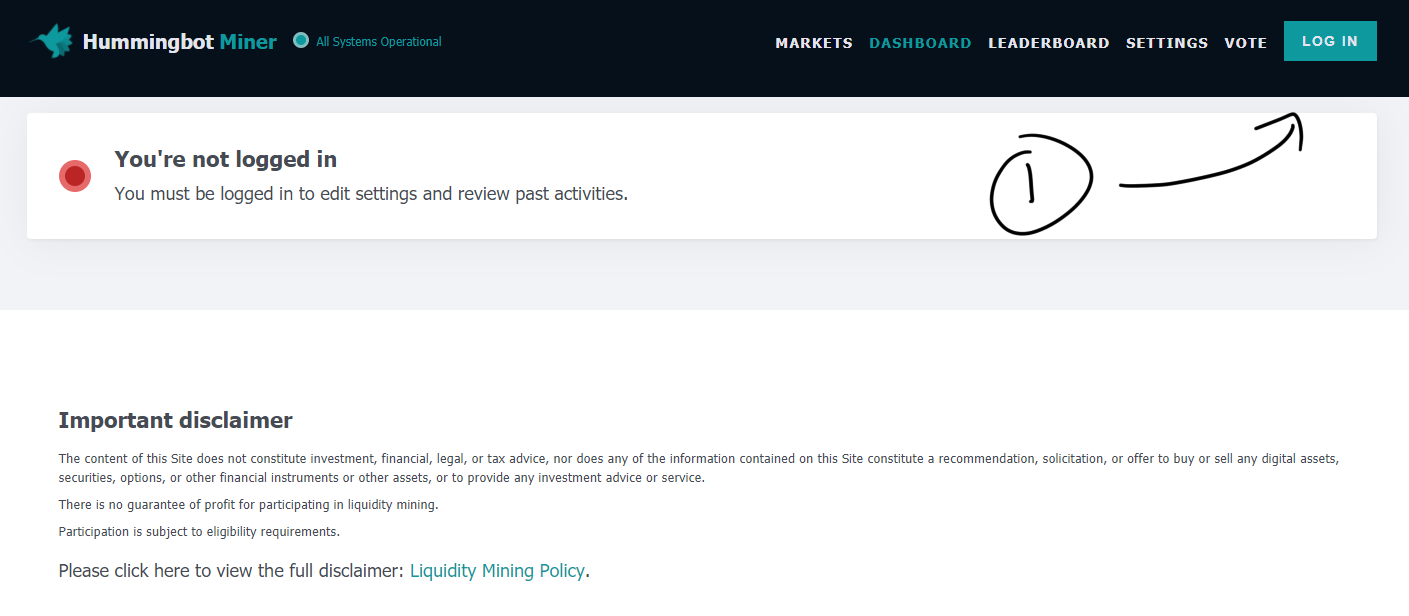 Hummingbot Miner All Systems Operational MARKETS DASHBOARD LEADERBOARD SETTINGS VOTE LOG IN
You're not logged in
You must be logged in to edit settings and review past activities.
1
Important disclaimer
The content of this Site does not constitute investment, financial, legal, or tax advice, nor does any of the information contained on this Site constitute a recommendation, solicitation, or offer to buy or sell any digital assets,
securities, options, or other financial instruments or other assets, or to provide any investment advice or service.
There is no guarantee of profit for participating in liquidity mining.
Participation is subject to eligibility requirements.
Please click here to view the full disclaimer: Liquidity Mining Policy.